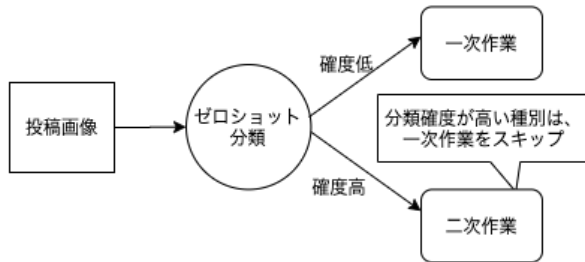 投稿画像
ゼロショット
分類
確度低
一次作業
分類確度が高い種別は、
一次作業をスキップ
確度高
二次作業